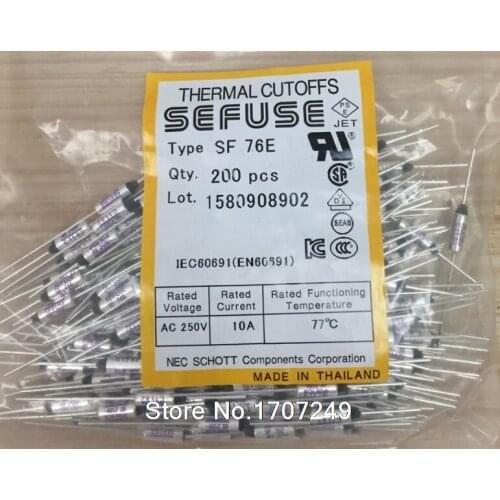 THERMAL CUTOFFS
SEFUSE
PS
E
JET
Type SF 76E
Qty. 200 pcs
Lot. 1580908902
BEAB
IEC60691(EN60691)
Rated Voltage
Rated Current
Rated Functioning Temperature
AC 250V
10A
77℃
NEC SCHOTT Components Corporation
MADE IN THAILAND
Store No.1707249